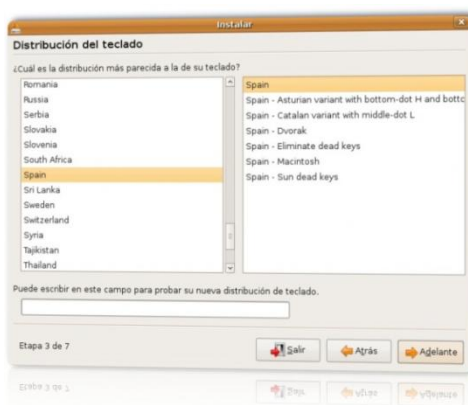 Instalar
Distribución del teclado
¿Cuál es la distribución más parecida a la de su teclado?
Romania
Russia
Serbia
Slovakia
Slovenia
South Africa
Spain
Sri Lanka
Sweden
Switzerland
Syria
Tajikistan
Thailand
Spain
Spain - Asturian variant with bottom-dot H and botto
Spain - Catalan variant with middle-dot L
Spain - Dvorak
Spain - Eliminate dead keys
Spain - Macintosh
Spain - Sun dead keys
Puede escribir en este campo para probar su nueva distribución de teclado.
Etapa 3 de 7
Salir
Atrás
Adelante